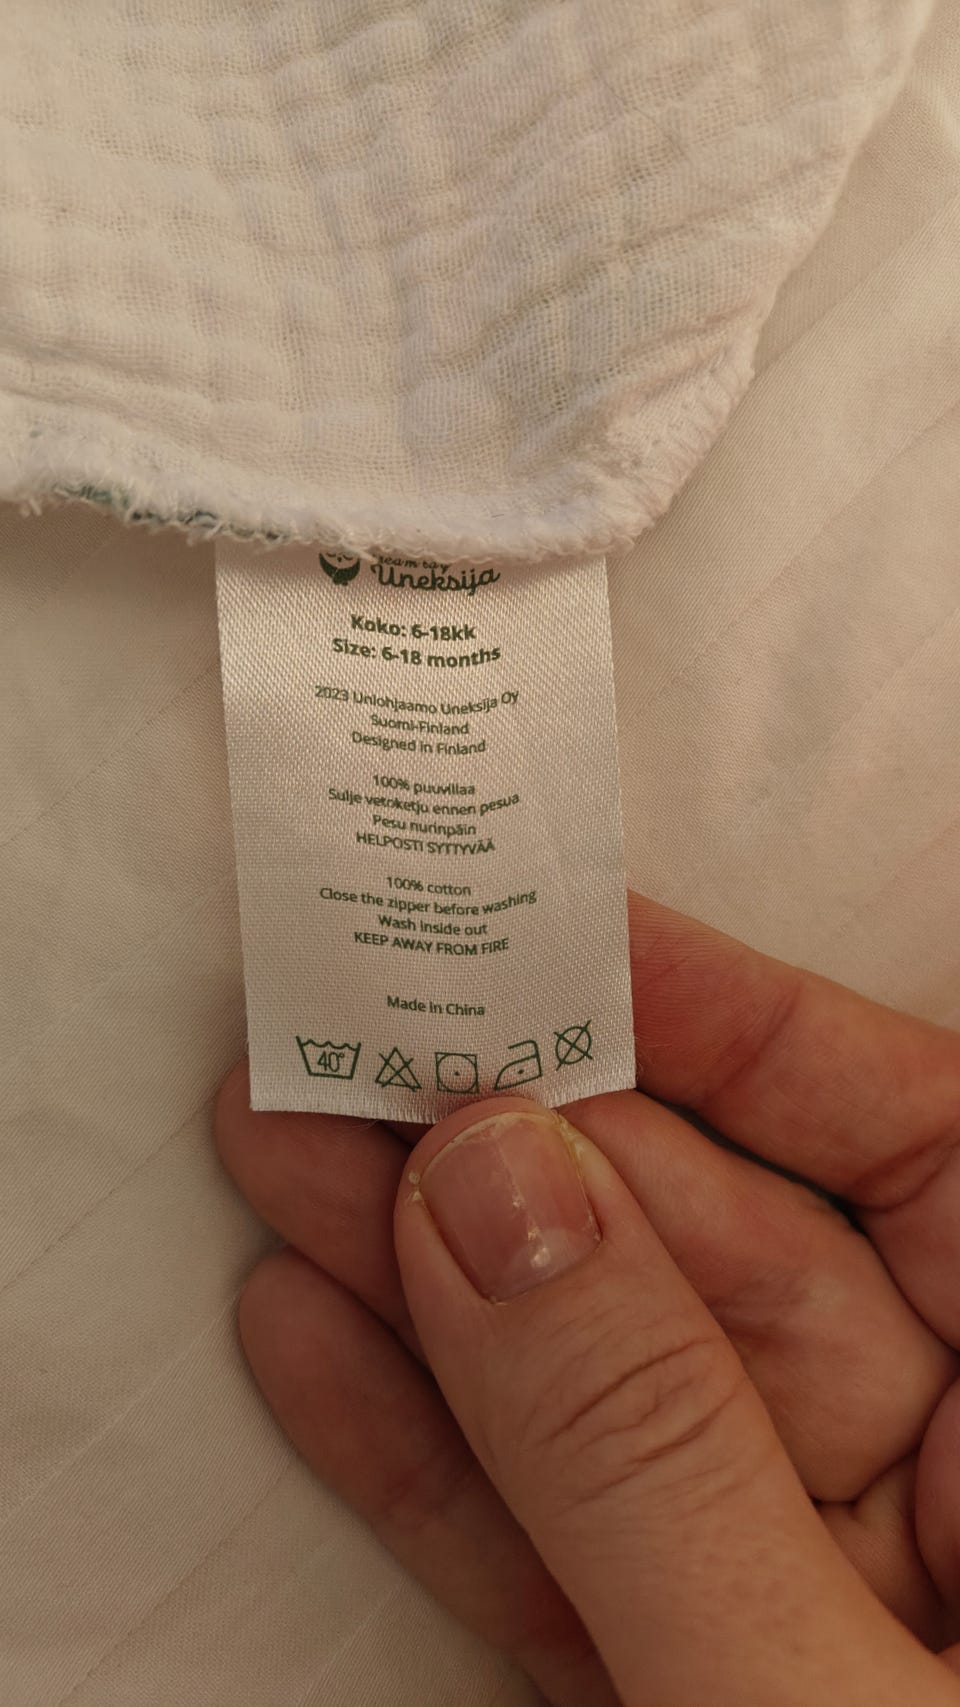 Uneksija
Koko: 6-18kk
Size: 6-18 months
2023 Uniohjaamo Uneksija Oy
Suomi-Finland
Designed in Finland
100% puuvillaa
Sulje vetoketju ennen pesua
Pesu nurinpäin
HELPOSTI SYTTYVÄÄ
100% cotton
Close the zipper before washing
Wash inside out
KEEP AWAY FROM FIRE
Made in China
40°